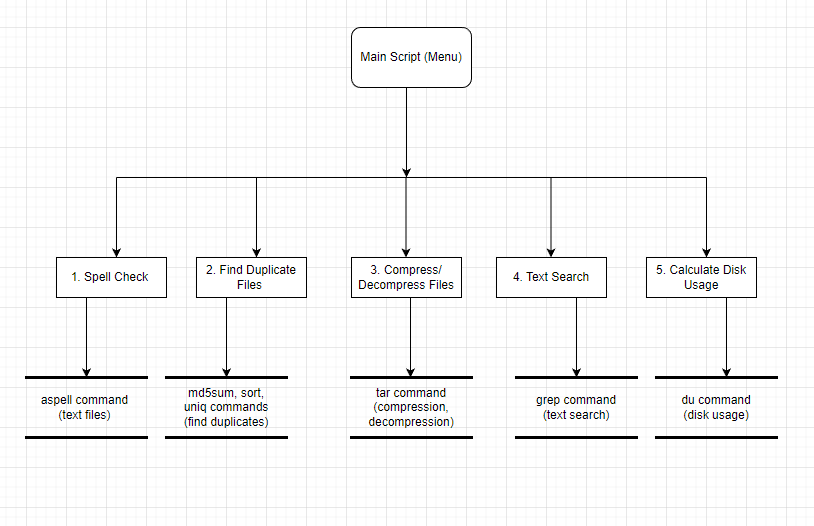 Main Script (Menu)
1. Spell Check
2. Find Duplicate
Files
3. Compress/
Decompress Files
4. Text Search
5. Calculate Disk
Usage
aspell command
(text files)
md5sum, sort,
uniq commands
(find duplicates)
tar command
(compression,
decompression)
grep command
(text search)
du command
(disk usage)